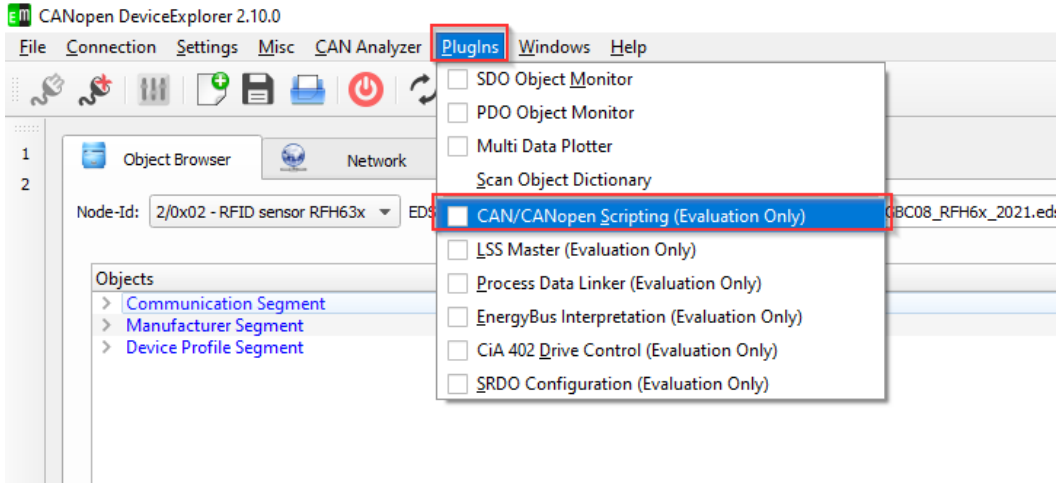 EM CANopen DeviceExplorer 2.10.0
File Connection Settings Misc CAN Analyzer PlugIns Windows Help
SDO Object Monitor
PDO Object Monitor
Multi Data Plotter
Scan Object Dictionary
CAN/CANopen Scripting (Evaluation Only)
LSS Master (Evaluation Only)
Process Data Linker (Evaluation Only)
EnergyBus Interpretation (Evaluation Only)
CiA 402 Drive Control (Evaluation Only)
SRDO Configuration (Evaluation Only)
1
2
Object Browser Network
Node-Id: 2/0x02 - RFID sensor RFH63x EDS GBC08_RFH6x_2021.eds
Objects
Communication Segment
Manufacturer Segment
Device Profile Segment